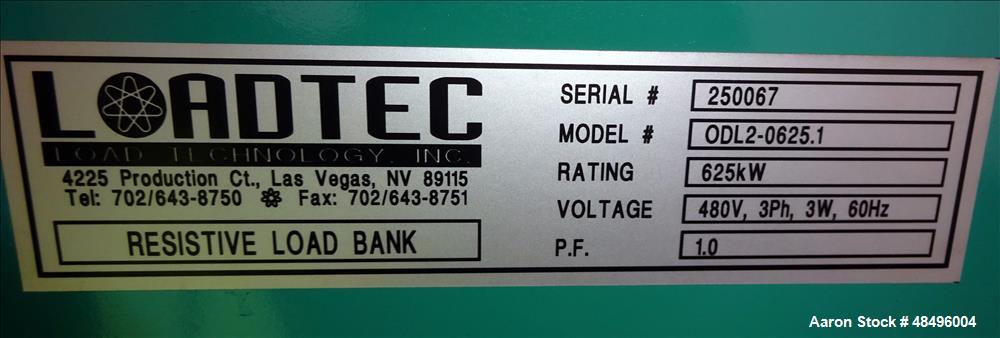 LOADTEC
LOAD TECHNOLOGY, INC.
4225 Production Ct., Las Vegas, NV 89115
Tel: 702/643-8750 Fax: 702/643-8751
RESISTIVE LOAD BANK
SERIAL # 250067
MODEL # ODL2-0625.1
RATING 625kW
VOLTAGE 480V, 3Ph, 3W, 60Hz
P.F. 1.0
Aaron Stock # 48496004